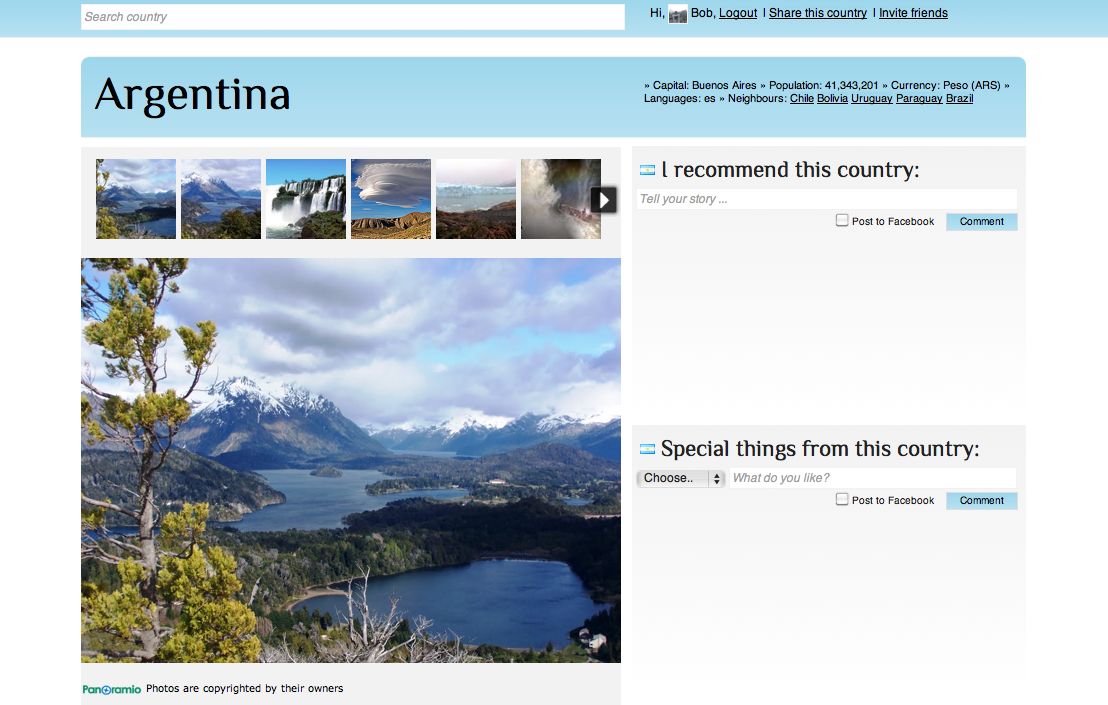 Search country
Hi, Bob, Logout | Share this country | Invite friends
Argentina
» Capital: Buenos Aires » Population: 41,343,201 » Currency: Peso (ARS) »
Languages: es » Neighbours: Chile Bolivia Uruguay Paraguay Brazil
I recommend this country:
Tell your story ...
Post to Facebook Comment
Special things from this country:
Choose.. What do you like?
Post to Facebook Comment
Panoramio Photos are copyrighted by their owners